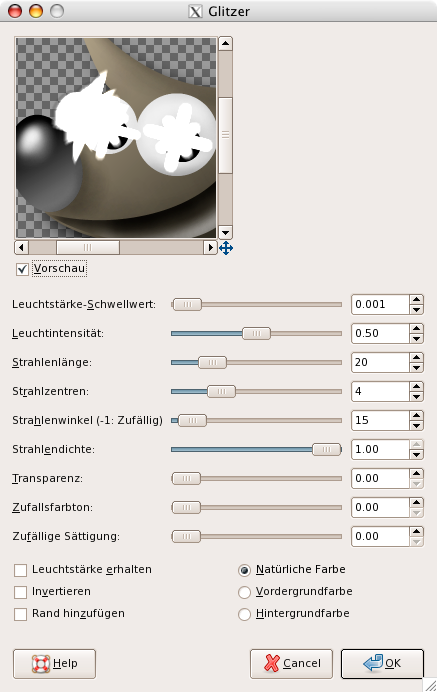 Glitzer
Vorschau
Leuchtstärke-Schwellwert: 0.001
Leuchtintensität: 0.50
Strahlenlänge: 20
Strahlzentren: 4
Strahlenwinkel (-1: Zufällig) 15
Strahlendichte: 1.00
Transparenz: 0.00
Zufallsfarbton: 0.00
Zufällige Sättigung: 0.00
Leuchtstärke erhalten Natürliche Farbe
Invertieren Vordergrundfarbe
Rand hinzufügen Hintergrundfarbe
Help Cancel OK